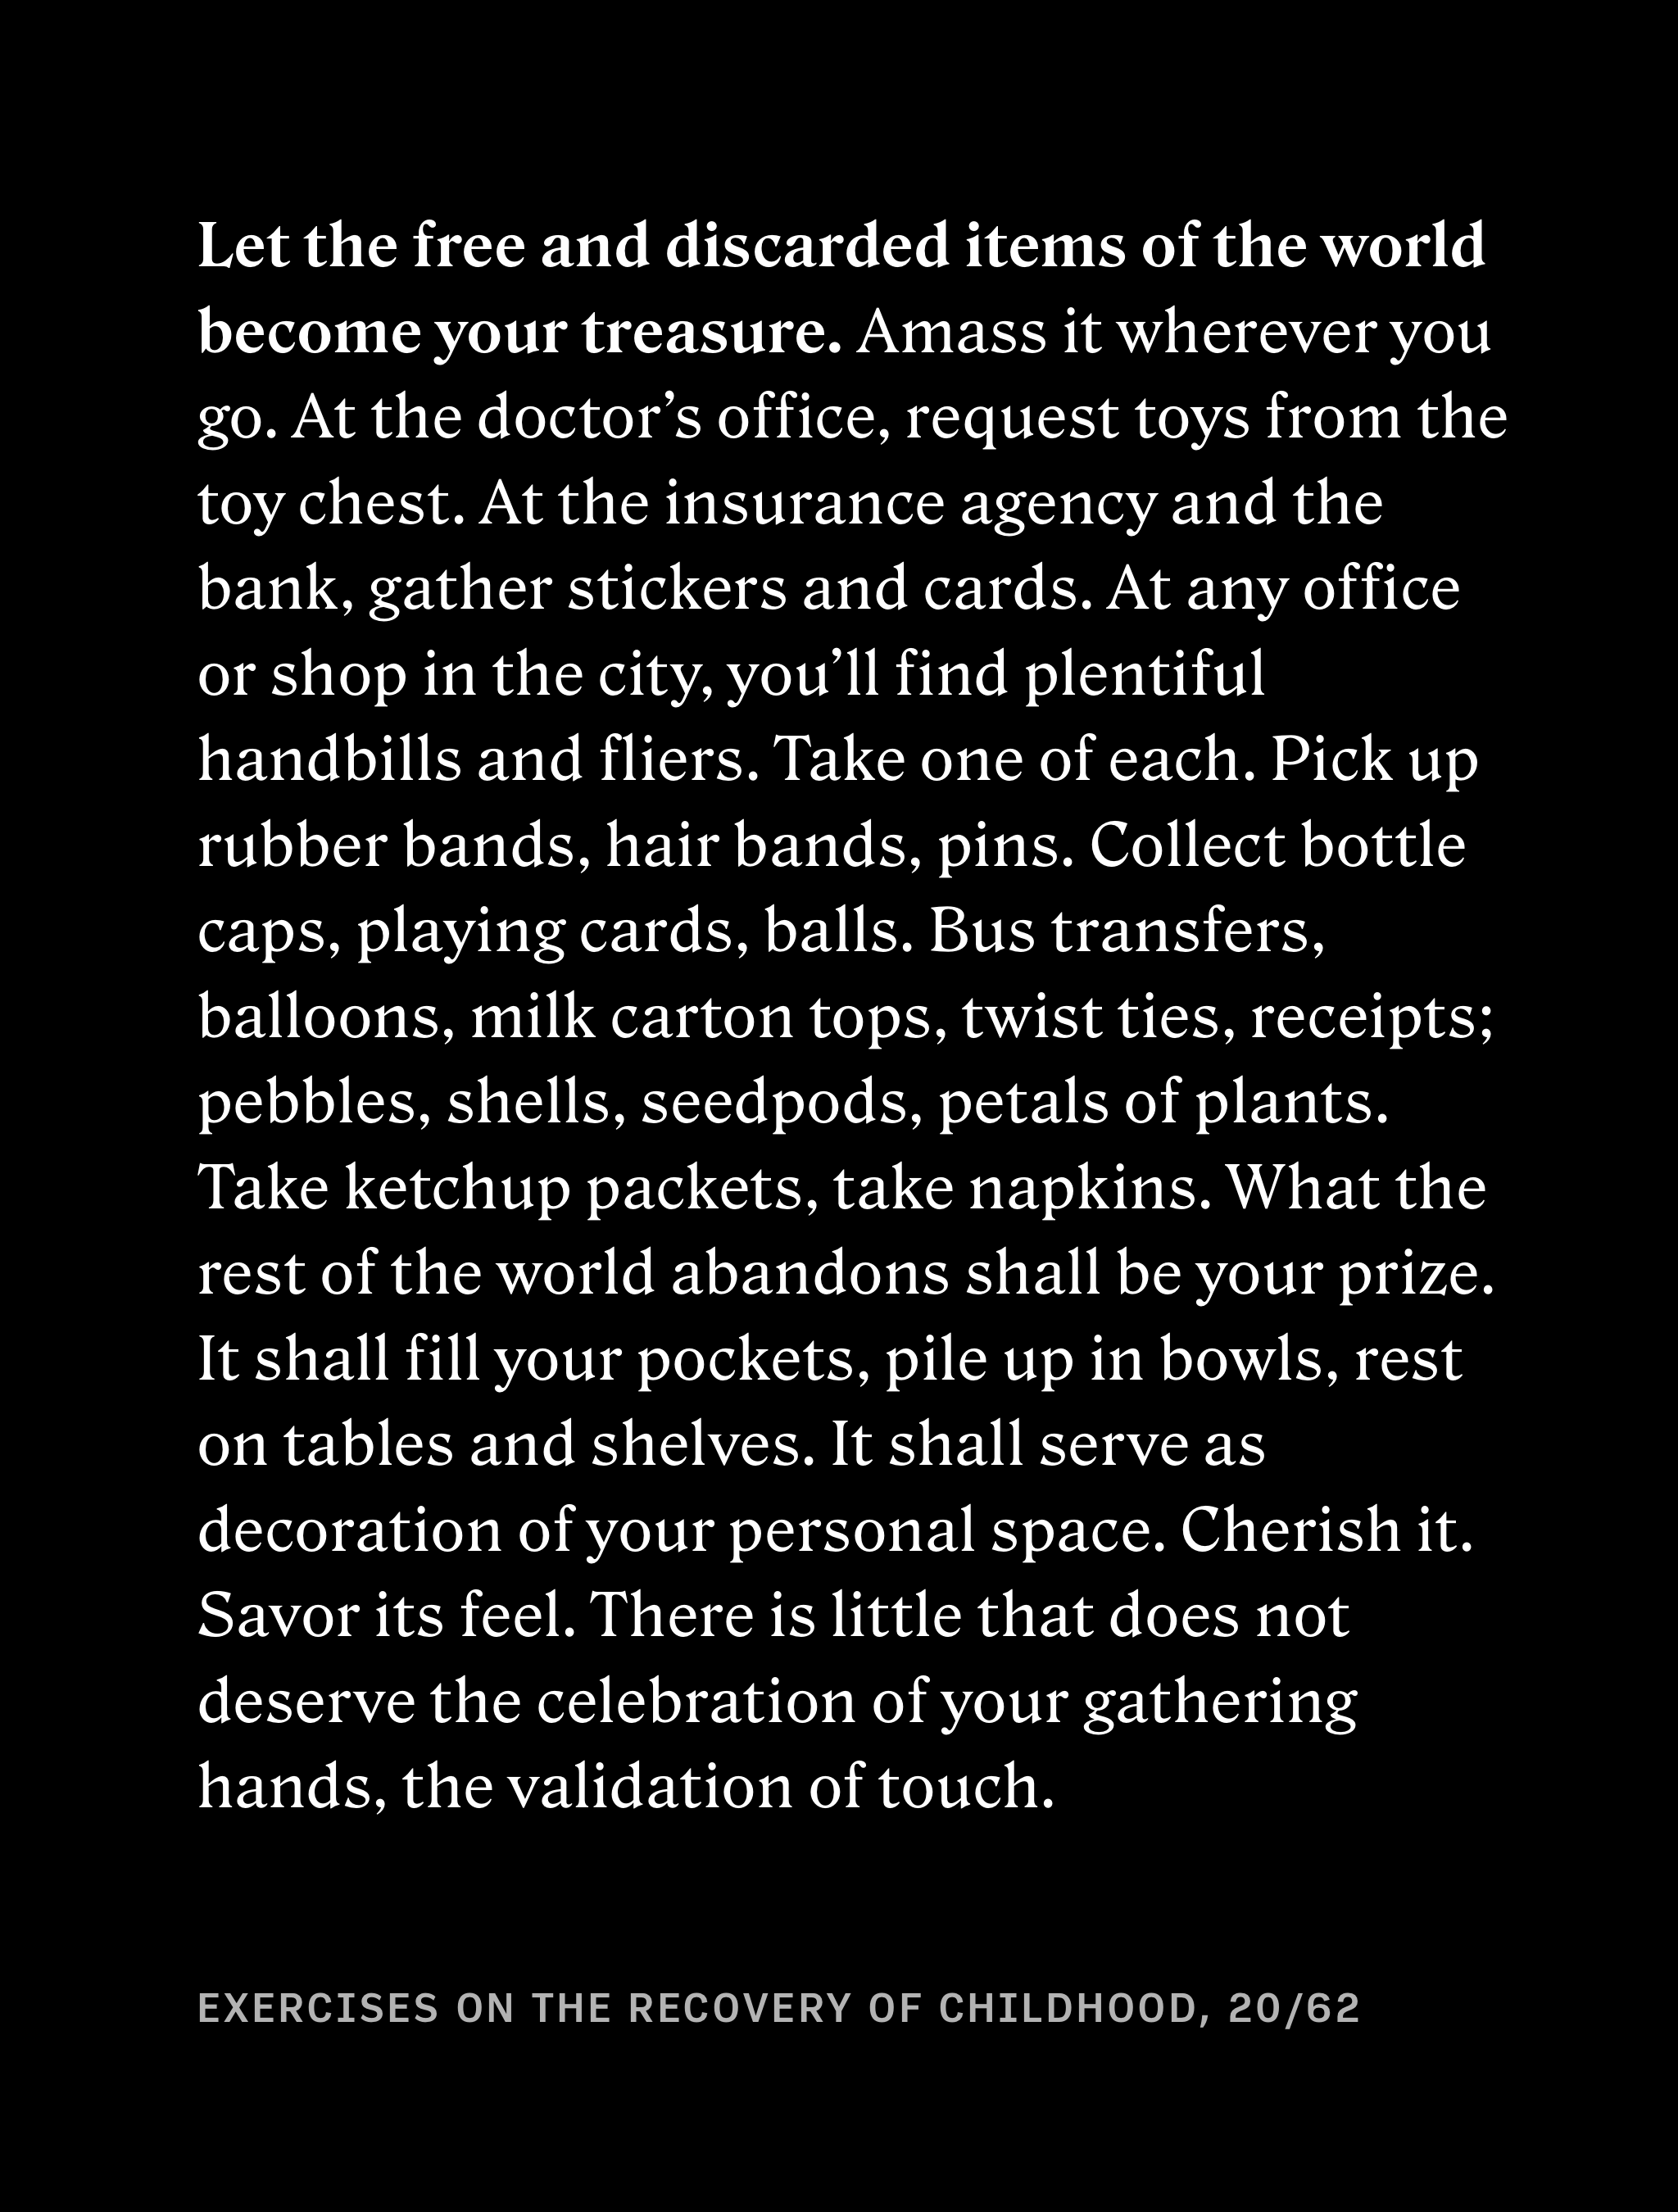 Let the free and discarded items of the world
become your treasure. Amass it wherever you
go. At the doctor’s office, request toys from the
toy chest. At the insurance agency and the
bank, gather stickers and cards. At any office
or shop in the city, you’ll find plentiful
handbills and fliers. Take one of each. Pick up
rubber bands, hair bands, pins. Collect bottle
caps, playing cards, balls. Bus transfers,
balloons, milk carton tops, twist ties, receipts;
pebbles, shells, seedpods, petals of plants.
Take ketchup packets, take napkins. What the
rest of the world abandons shall be your prize.
It shall fill your pockets, pile up in bowls, rest
on tables and shelves. It shall serve as
decoration of your personal space. Cherish it.
Savor its feel. There is little that does not
deserve the celebration of your gathering
hands, the validation of touch.
EXERCISES ON THE RECOVERY OF CHILDHOOD, 20/62